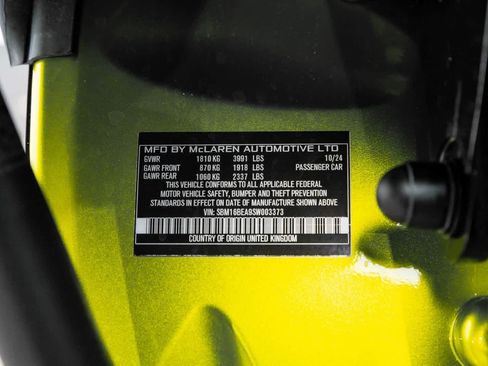 MFD BY McLAREN AUTOMOTIVE LTD
GVWR 1810 KG 3991 LBS 10/24
GAWR FRONT 870 KG 1918 LBS PASSENGER CAR
GAWR REAR 1060 KG 2337 LBS
THIS VEHICLE CONFORMS TO ALL APPLICABLE FEDERAL
MOTOR VEHICLE SAFETY, BUMPER AND THEFT PREVENTION
STANDARDS IN EFFECT ON DATE OF MANUFACTURE SHOWN ABOVE
VIN: SBM16BEA8SW003373
COUNTRY OF ORIGIN UNITED KINGDOM